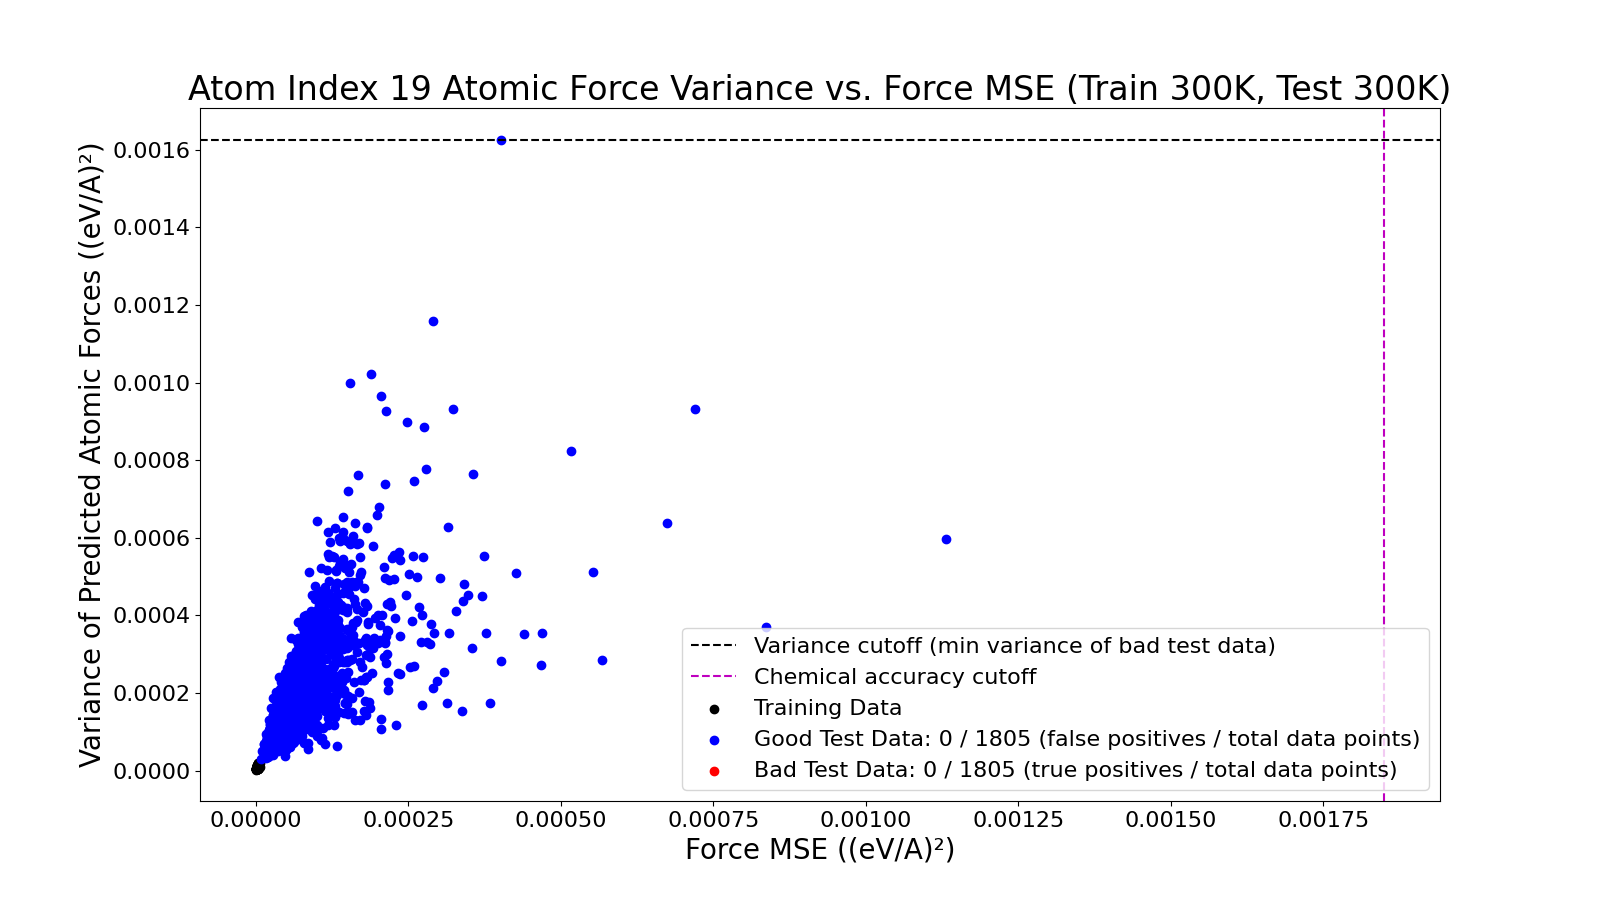 Atom Index 19 Atomic Force Variance vs. Force MSE (Train 300K, Test 300K)
Variance of Predicted Atomic Forces ((eV/A)²)
0.0016
0.0014
0.0012
0.0010
0.0008
0.0006
0.0004
0.0002
0.0000
Variance cutoff (min variance of bad test data)
Chemical accuracy cutoff
Training Data
Good Test Data: 0 / 1805 (false positives / total data points)
Bad Test Data: 0 / 1805 (true positives / total data points)
0.00000 0.00025 0.00050 0.00075 0.00100 0.00125 0.00150 0.00175
Force MSE ((eV/A)²)